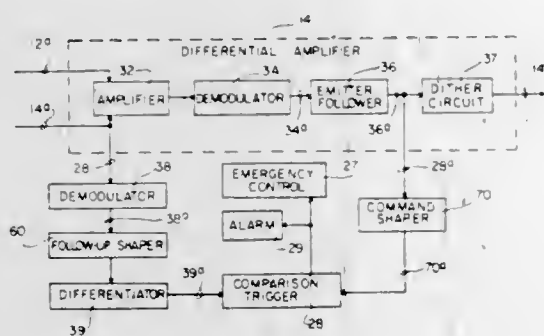 14
12ª
DIFFERENTIAL AMPLIFIER
32
34
36
37
AMPLIFIER
DEMODULATOR
EMITTER
FOLLOWER
DITHER
CIRCUIT
14ª
34ª
36ª
14'
28
38
27
28ª
DEMODULATOR
EMERGENCY
CONTROL
COMMAND
SHAPER
70
38ª
60
FOLLOW-UP SHAPER
ALARM
29
70ª
DIFFERENTIATOR
39ª
COMPARISON
TRIGGER
39
28